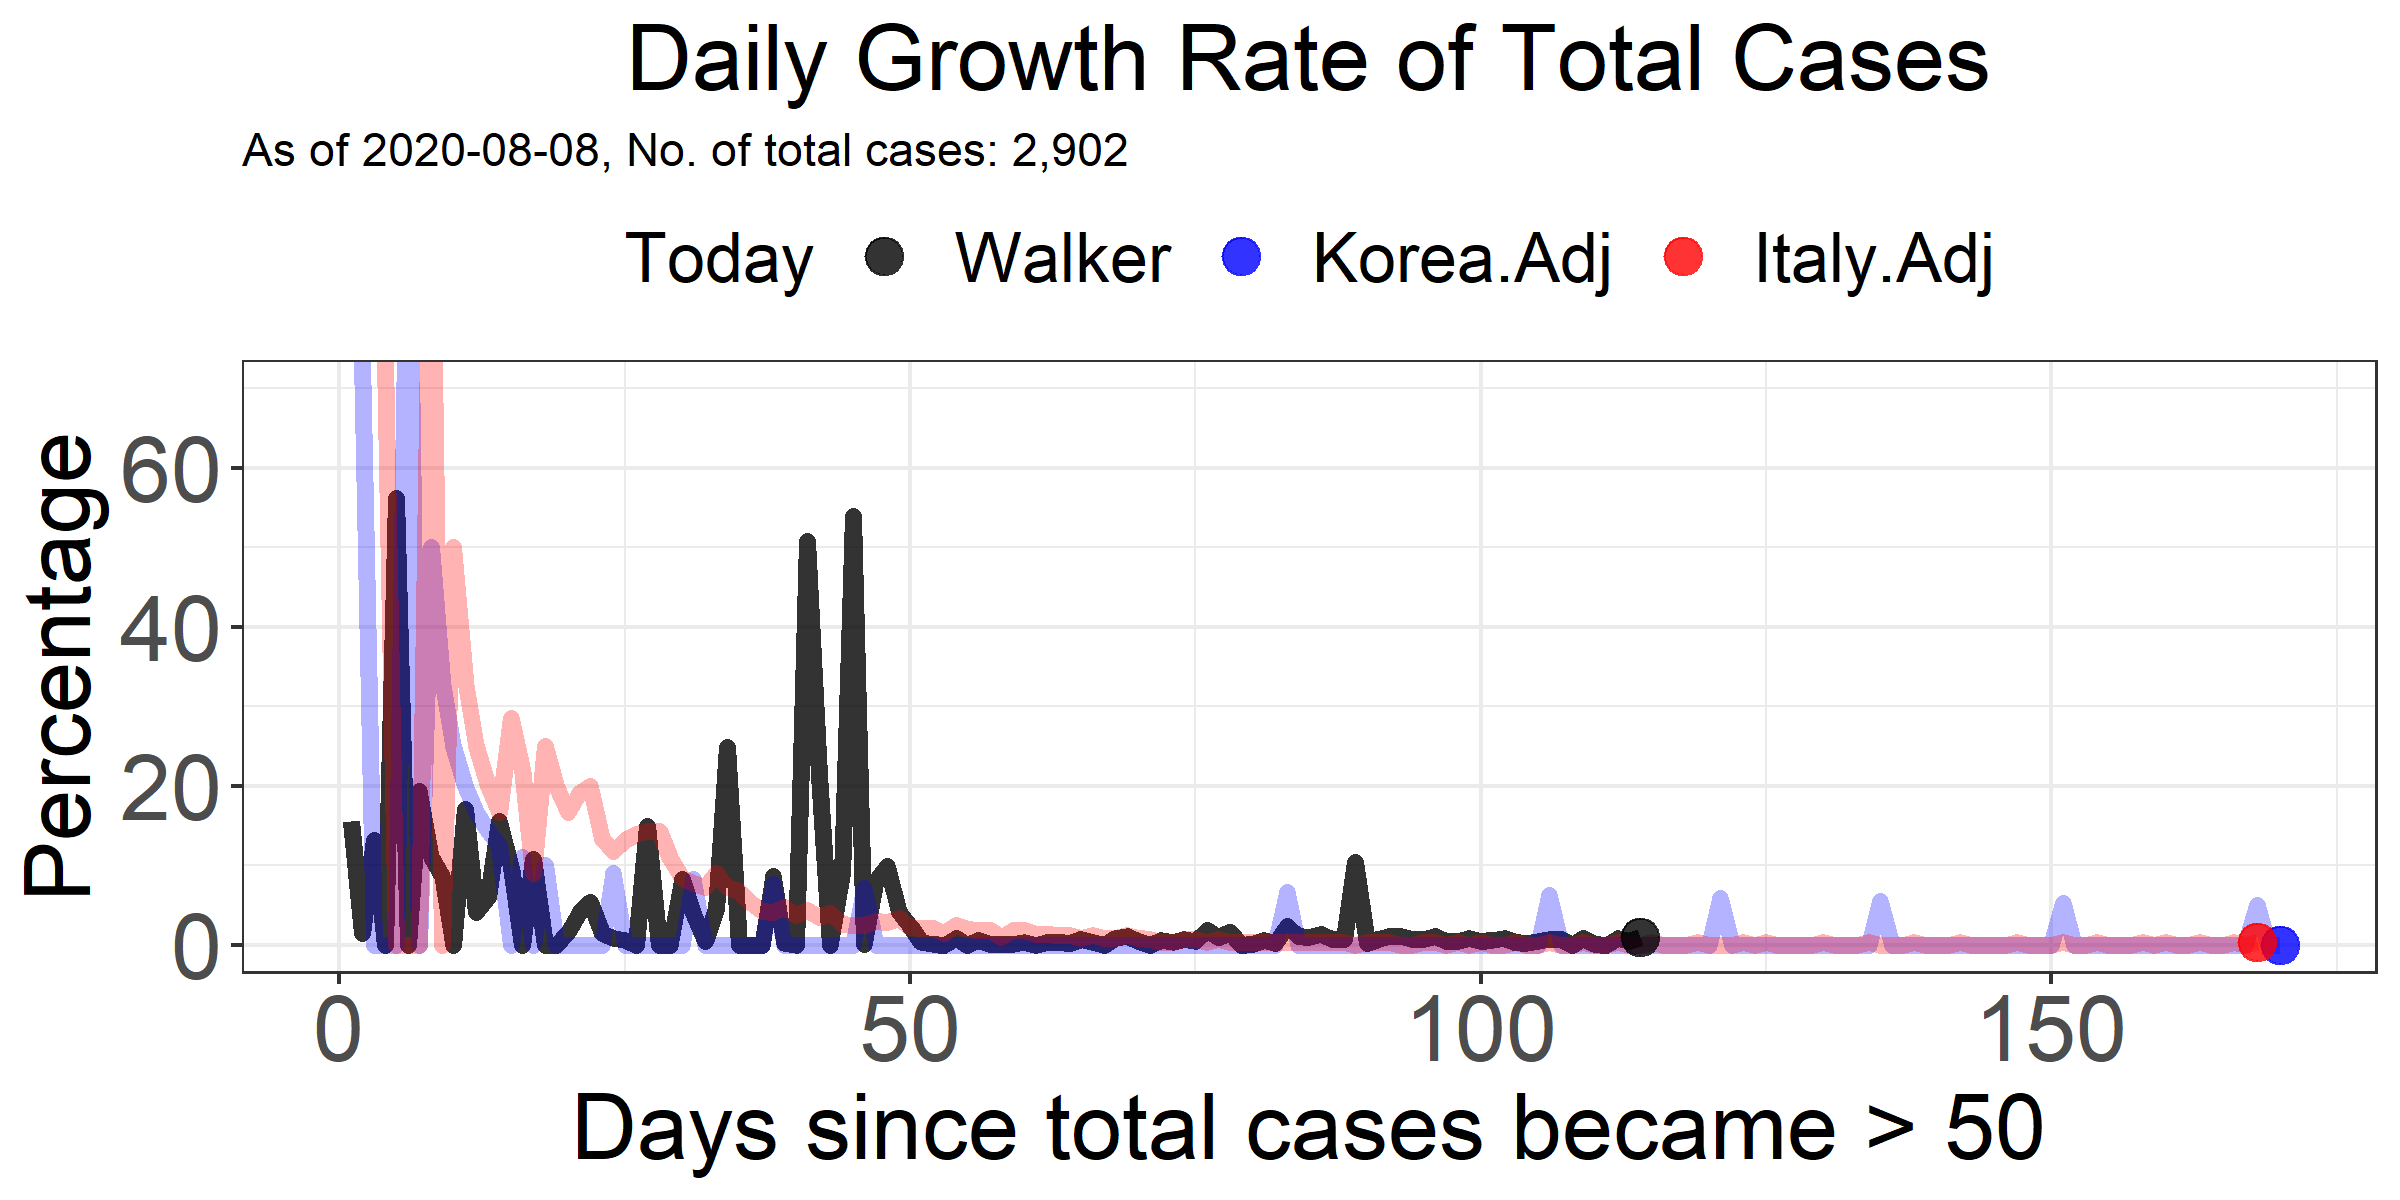 Daily Growth Rate of Total Cases
As of 2020-08-08, No. of total cases: 2,902
Today Walker Korea.Adj Italy.Adj
Percentage
60
40
20
0
0 50 100 150
Days since total cases became > 50